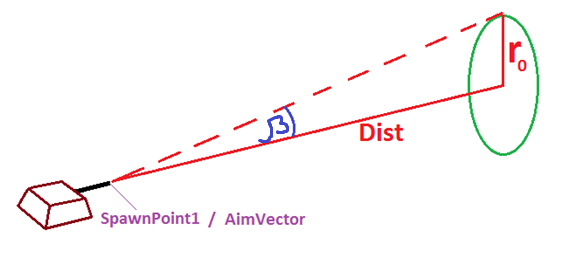 r₀
β
Dist
SpawnPoint1 / AimVector